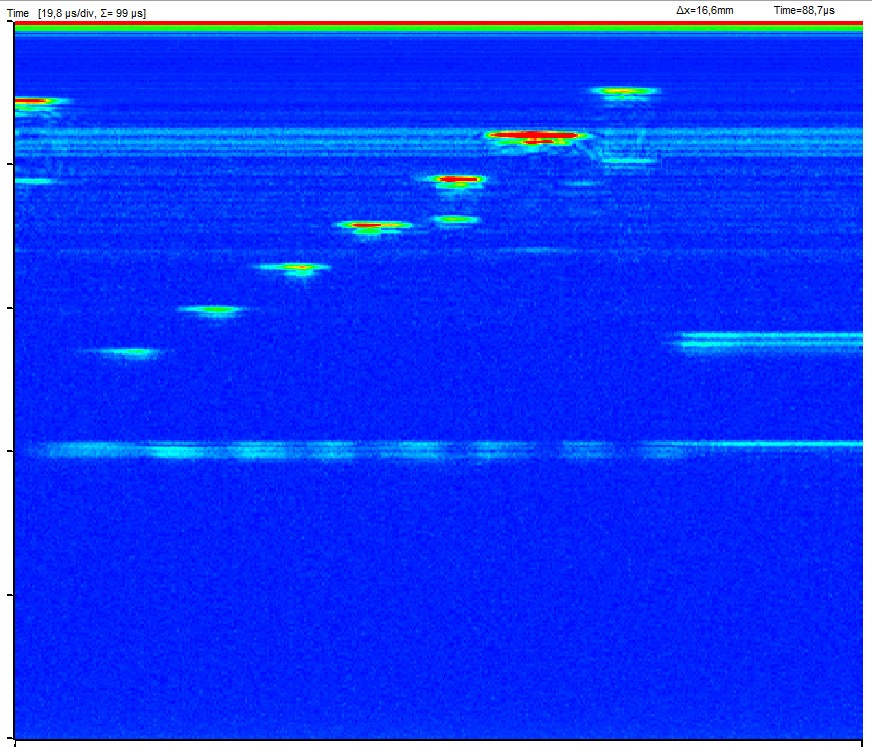 Time [19,8 µs/div, Σ= 99 µs] Δx=16,6mm Time=88,7µs